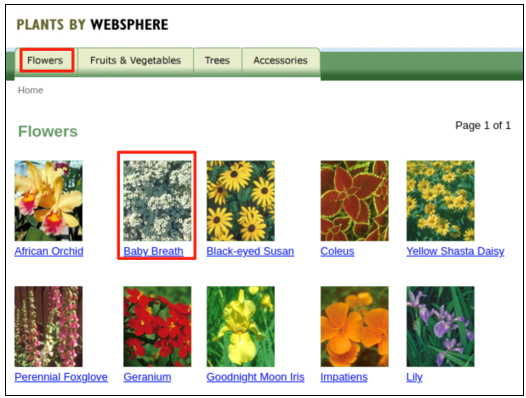 PLANTS BY WEBSPHERE
Flowers Fruits & Vegetables Trees Accessories
Home
Flowers
Page 1 of 1
African Orchid Baby Breath Black-eyed Susan Coleus Yellow Shasta Daisy
Perennial Foxglove Geranium Goodnight Moon Iris Impatiens Lily